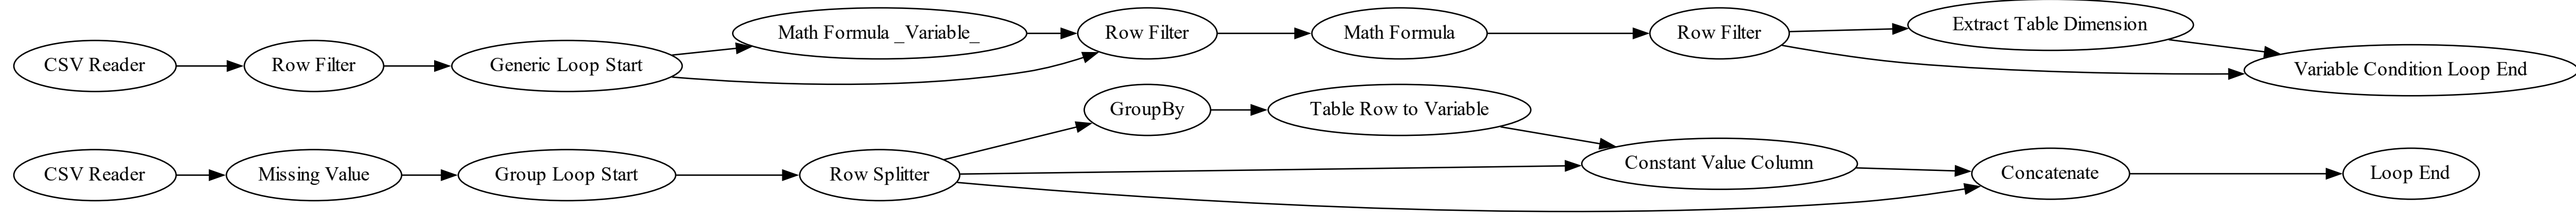 CSV Reader
Row Filter
Generic Loop Start
Math Formula _Variable_
Row Filter
Math Formula
Row Filter
Extract Table Dimension
Variable Condition Loop End
CSV Reader
Missing Value
Group Loop Start
Row Splitter
GroupBy
Table Row to Variable
Constant Value Column
Concatenate
Loop End